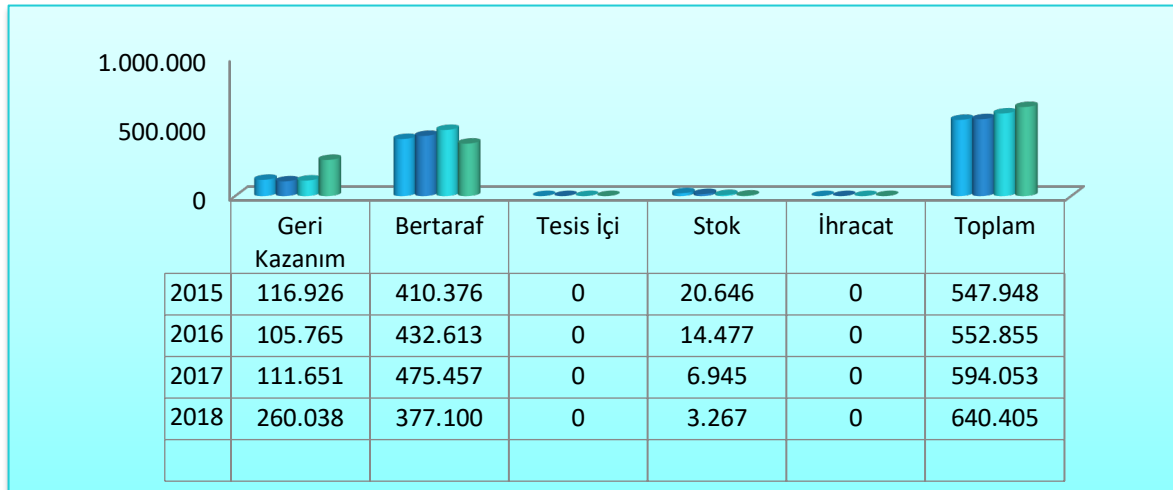 1.000.000
500.000
0
Geri Kazanım Bertaraf Tesis İçi Stok İhracat Toplam
2015 116.926 410.376 0 20.646 0 547.948
2016 105.765 432.613 0 14.477 0 552.855
2017 111.651 475.457 0 6.945 0 594.053
2018 260.038 377.100 0 3.267 0 640.405